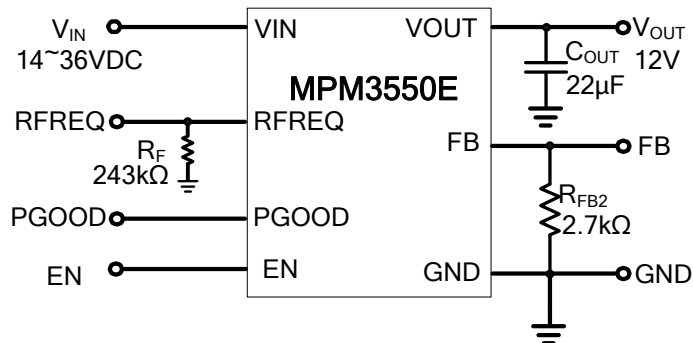 VIN VIN VOUT VOUT
14~36VDC COUT 12V
22µF
MPM3550E
RFREQ RFREQ
FB FB
RF
243kΩ
RFB2
2.7kΩ
PGOOD PGOOD
EN EN GND GND